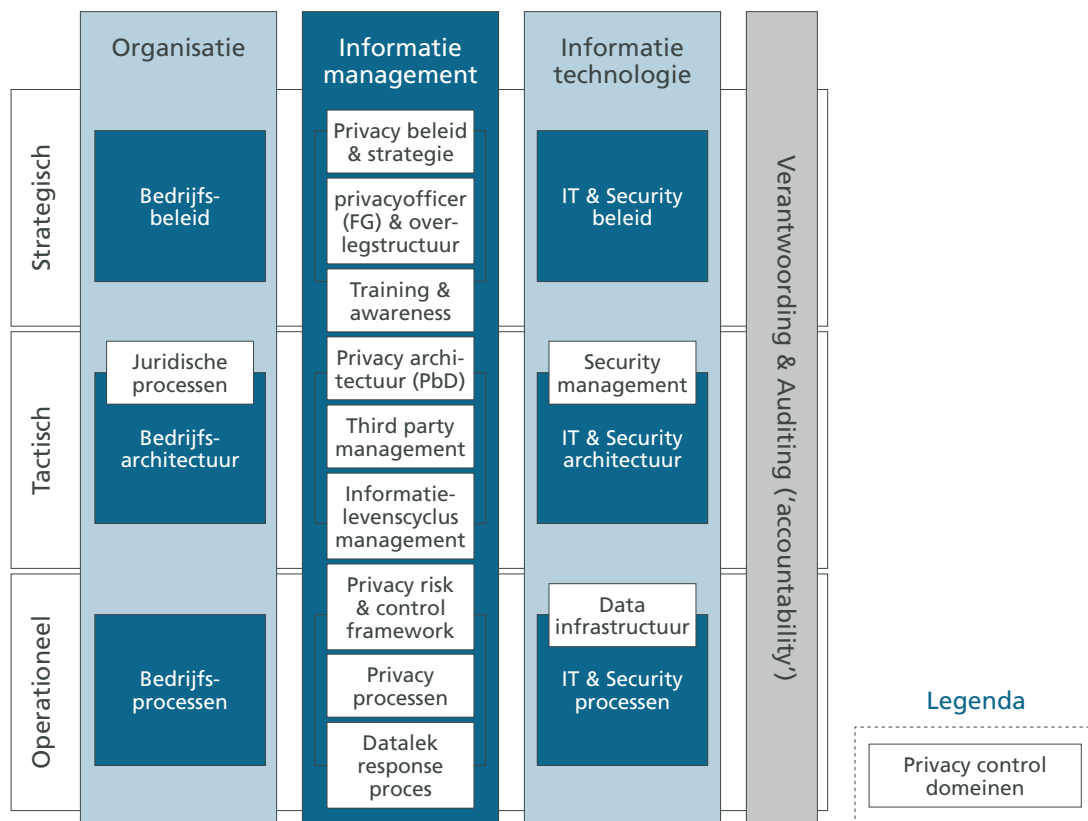 Organisatie
Informatie
management
Informatie
technologie
Strategisch
Bedrijfs-
beleid
Privacy beleid
& strategie
privacyofficer
(FG) & over-
legstructuur
Training &
awareness
IT & Security
beleid
Tactisch
Juridische
processen
Bedrijfs-
architectuur
Privacy archi-
tectuur (PbD)
Third party
management
Informatie-
levenscyclus
management
Security
management
IT & Security
architectuur
Operationeel
Bedrijfs-
processen
Privacy risk
& control
framework
Privacy
processen
Datalek
response
proces
Data
infrastructuur
IT & Security
processen
Verantwoording & Auditing (‘accountability’)
Legenda
Privacy control
domeinen